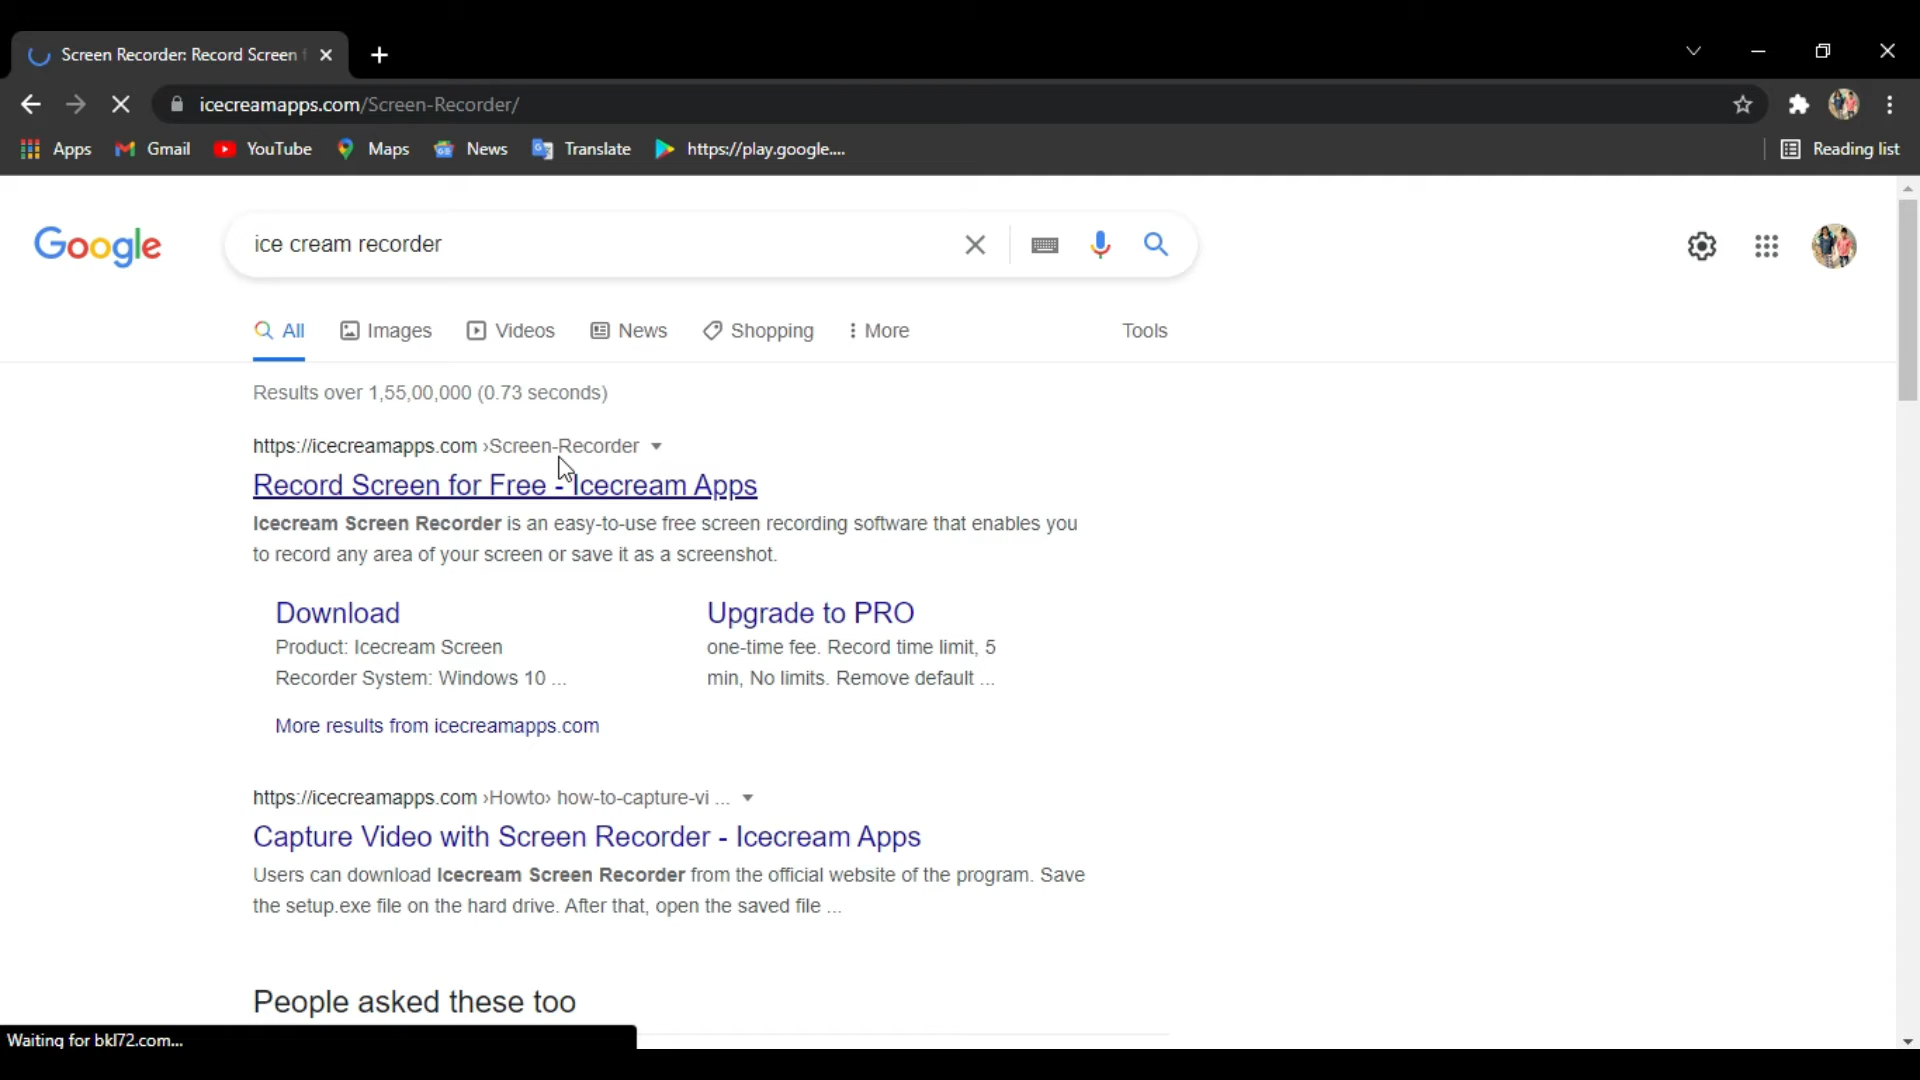 Screen Recorder: Record Screen
icecreamapps.com/Screen-Recorder/
Apps Gmail YouTube Maps News Translate https://play.google.... Reading list
Google ice cream recorder
All Images Videos News Shopping More Tools
Results over 1,55,00,000 (0.73 seconds)
https://icecreamapps.com ›Screen-Recorder
Record Screen for Free - Icecream Apps
Icecream Screen Recorder is an easy-to-use free screen recording software that enables you
to record any area of your screen or save it as a screenshot.
Download
Product: Icecream Screen
Recorder System: Windows 10 ...
Upgrade to PRO
one-time fee. Record time limit, 5
min, No limits. Remove default ...
More results from icecreamapps.com
https://icecreamapps.com ›Howto› how-to-capture-vi ...
Capture Video with Screen Recorder - Icecream Apps
Users can download Icecream Screen Recorder from the official website of the program. Save
the setup.exe file on the hard drive. After that, open the saved file ...
People asked these too
Waiting for bkl72.com...